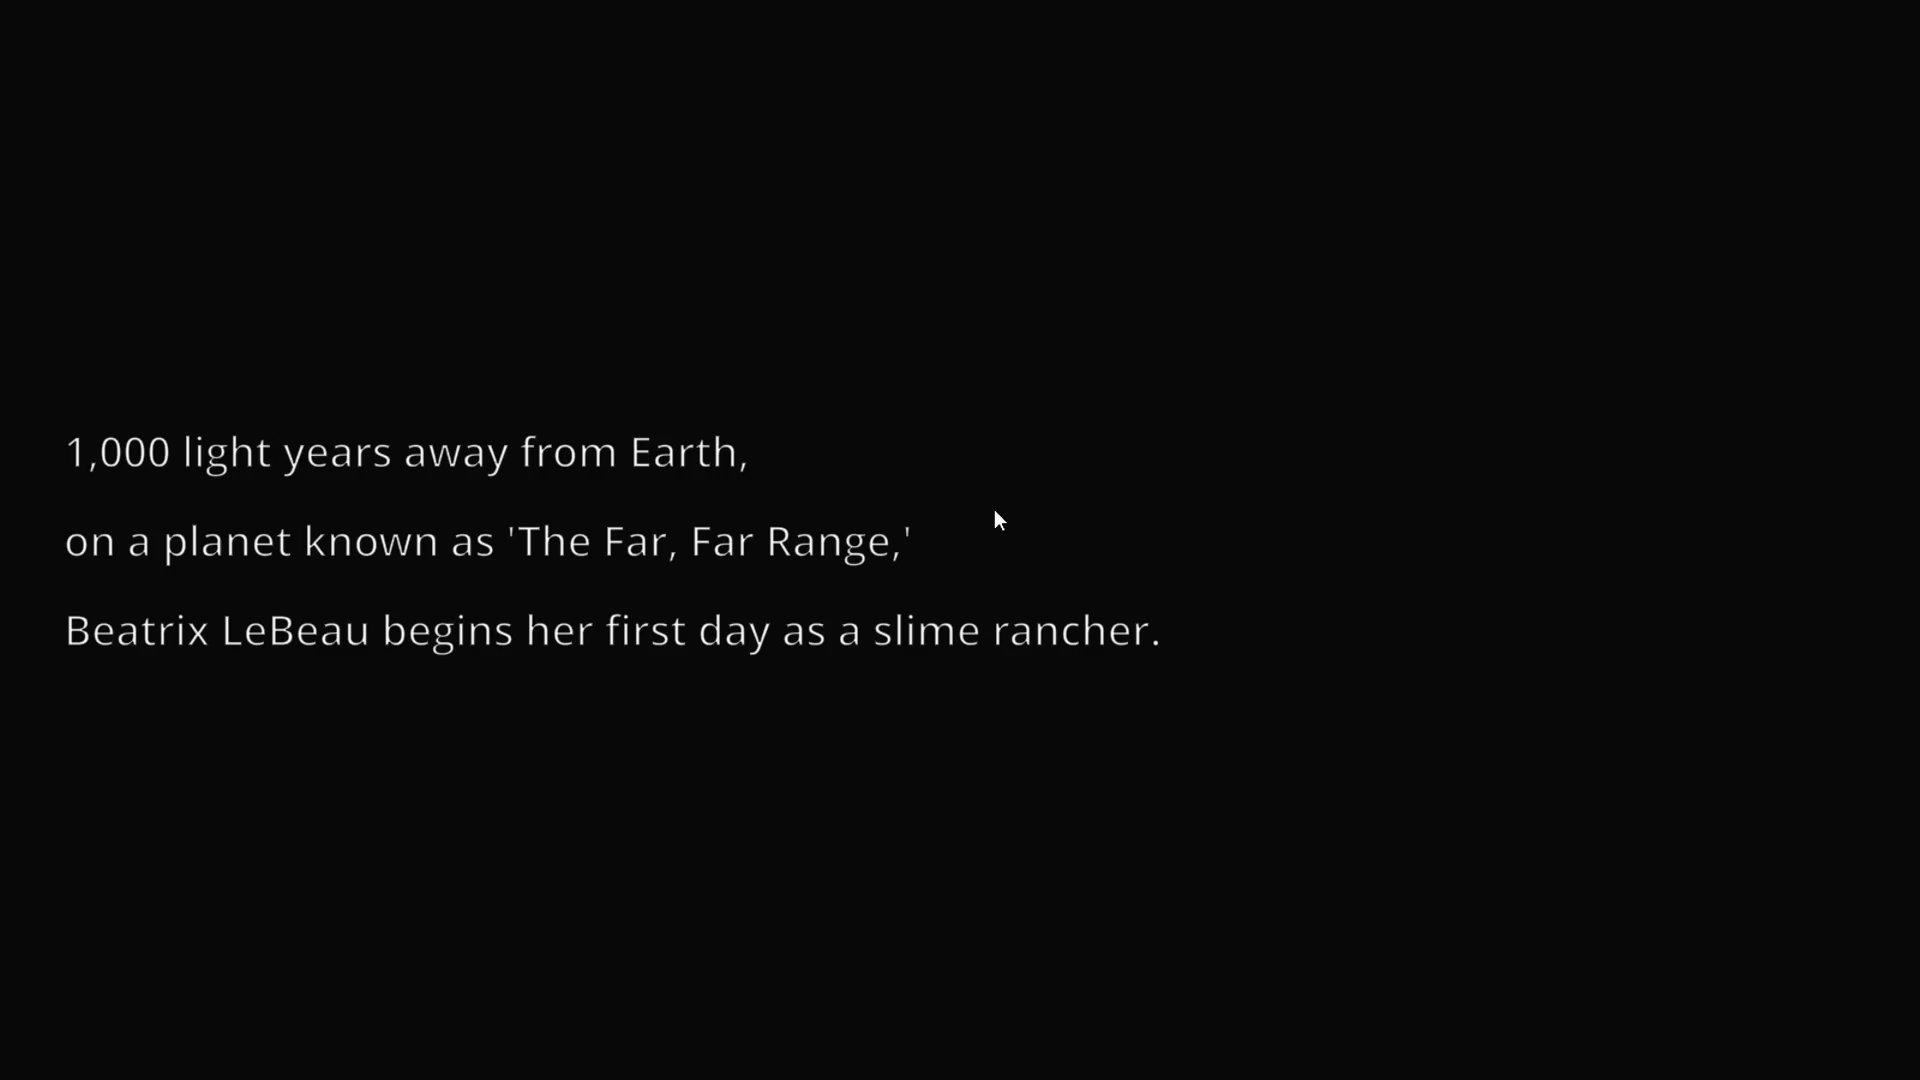 1,000 light years away from Earth,
on a planet known as 'The Far, Far Range,'
Beatrix LeBeau begins her first day as a slime rancher.